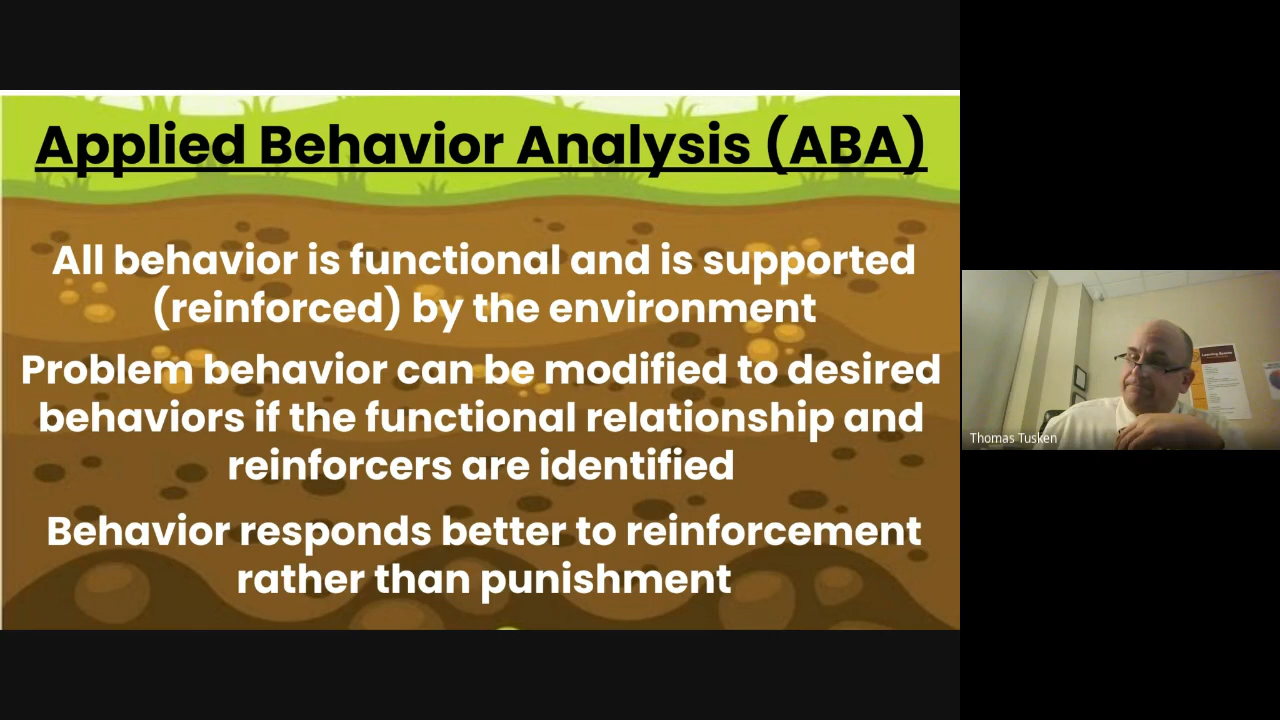 Applied Behavior Analysis (ABA)
All behavior is functional and is supported
(reinforced) by the environment
Problem behavior can be modified to desired
behaviors if the functional relationship and
reinforcers are identified
Behavior responds better to reinforcement
rather than punishment
Thomas Tusken